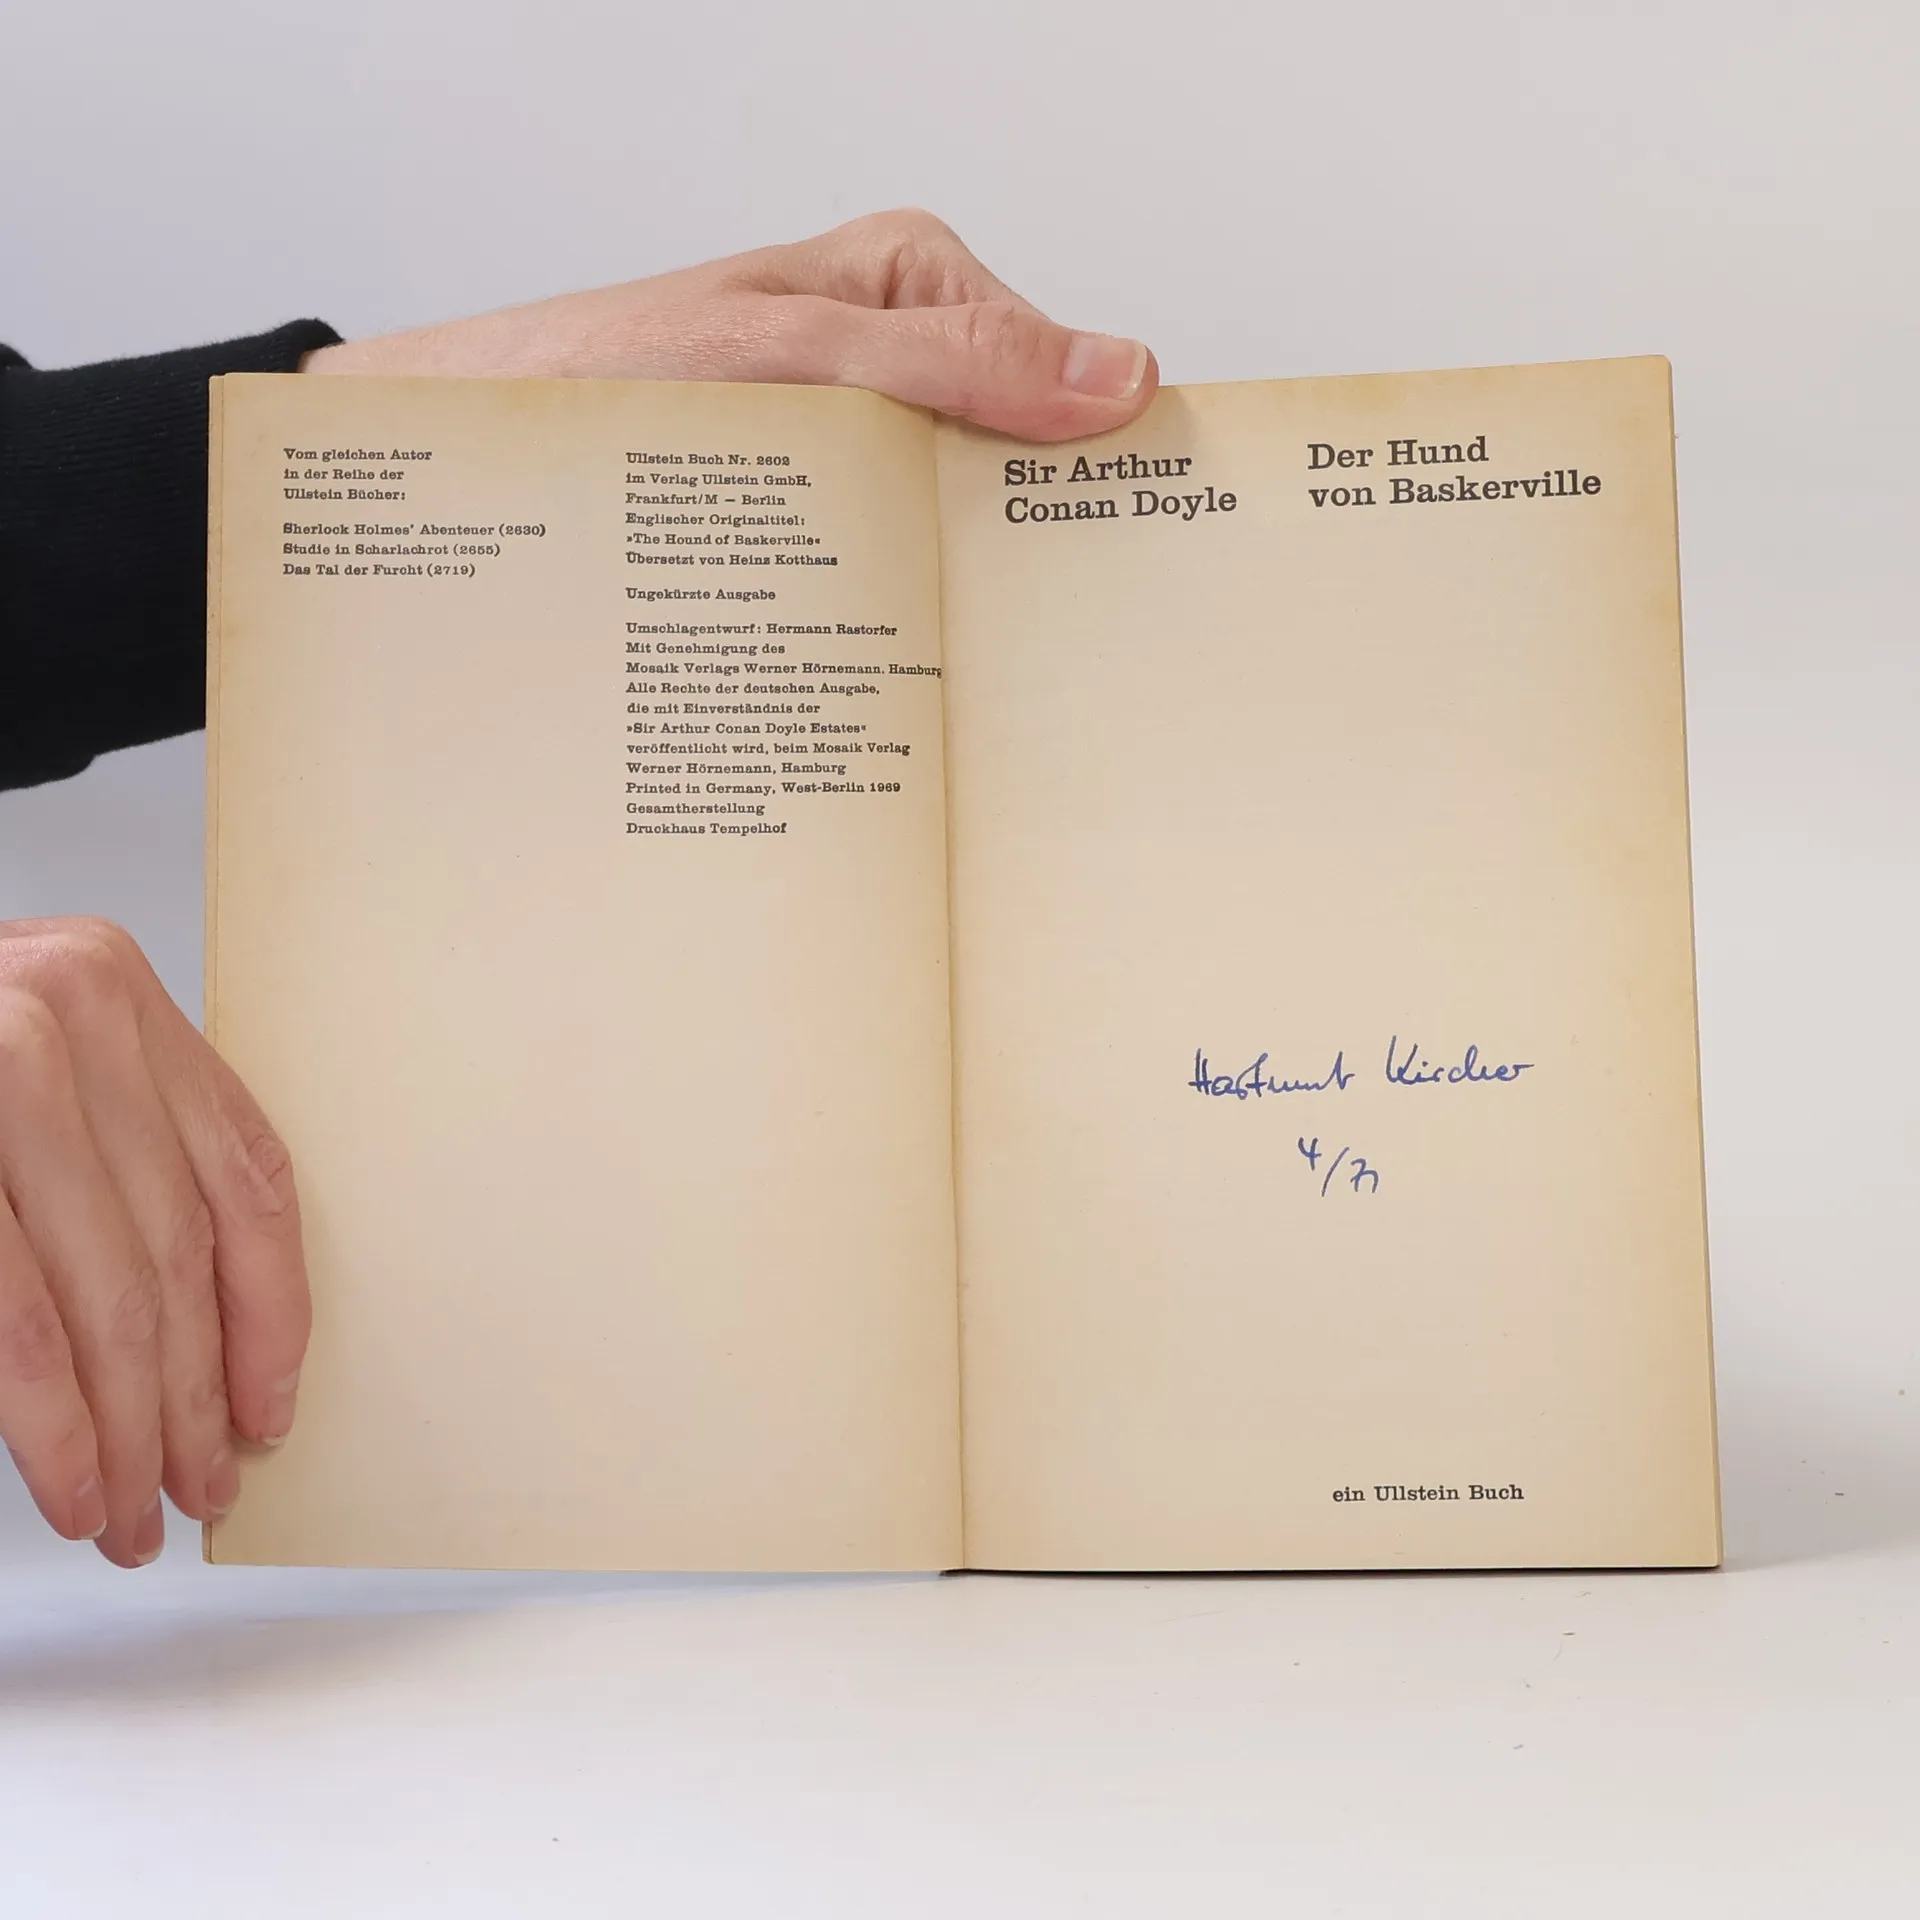 Vom gleichen Autor
in der Reihe der
Ullstein Bücher:
Sherlock Holmes' Abenteuer (2630)
Studie in Scharlachrot (2655)
Das Tal der Furcht (2719)
Ullstein Buch Nr. 2602
im Verlag Ullstein GmbH,
Frankfurt/M – Berlin
Englischer Originaltitel:
»The Hound of Baskerville«
Übersetzt von Heinz Kotthaus
Ungekürzte Ausgabe
Umschlagentwurf: Hermann Rastorfer
Mit Genehmigung des
Mosaik Verlags Werner Hörnemann, Hamburg
Alle Rechte der deutschen Ausgabe,
die mit Einverständnis der
»Sir Arthur Conan Doyle Estates«
veröffentlicht wird, beim Mosaik Verlag
Werner Hörnemann, Hamburg
Printed in Germany, West-Berlin 1969
Gesamtherstellung
Druckhaus Tempelhof
Sir Arthur
Conan Doyle
Der Hund
von Baskerville
Hartmut Kircher
4/71
ein Ullstein Buch